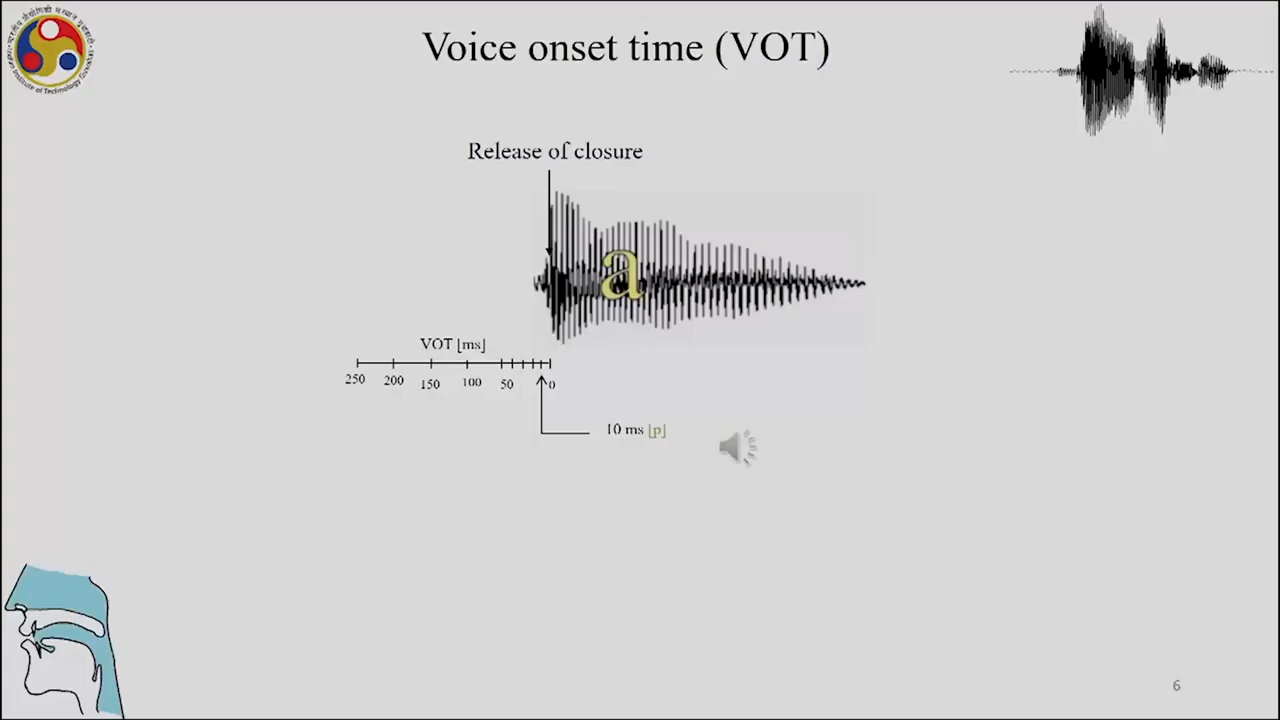 Voice onset time (VOT)
Release of closure
a
VOT [ms]
250 200 150 100 50 0
10 ms [p]
6